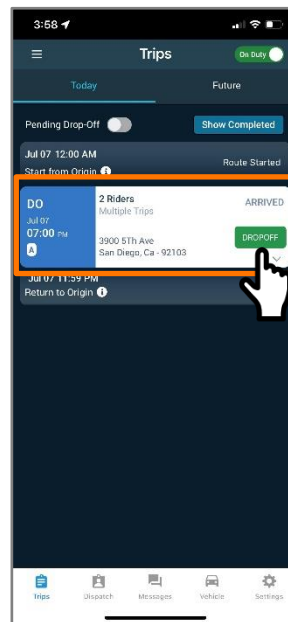 3:58
Trips
On Duty
Today
Future
Pending Drop-Off
Show Completed
Jul 07 12:00 AM
Start from Origin
Route Started
DO
Jul 07
07:00 PM
A
2 Riders
Multiple Trips
3900 5Th Ave
San Diego, Ca - 92103
ARRIVED
DROPOFF
Jul 07 11:59 PM
Return to Origin
Trips
Dispatch
Messages
Vehicle
Settings